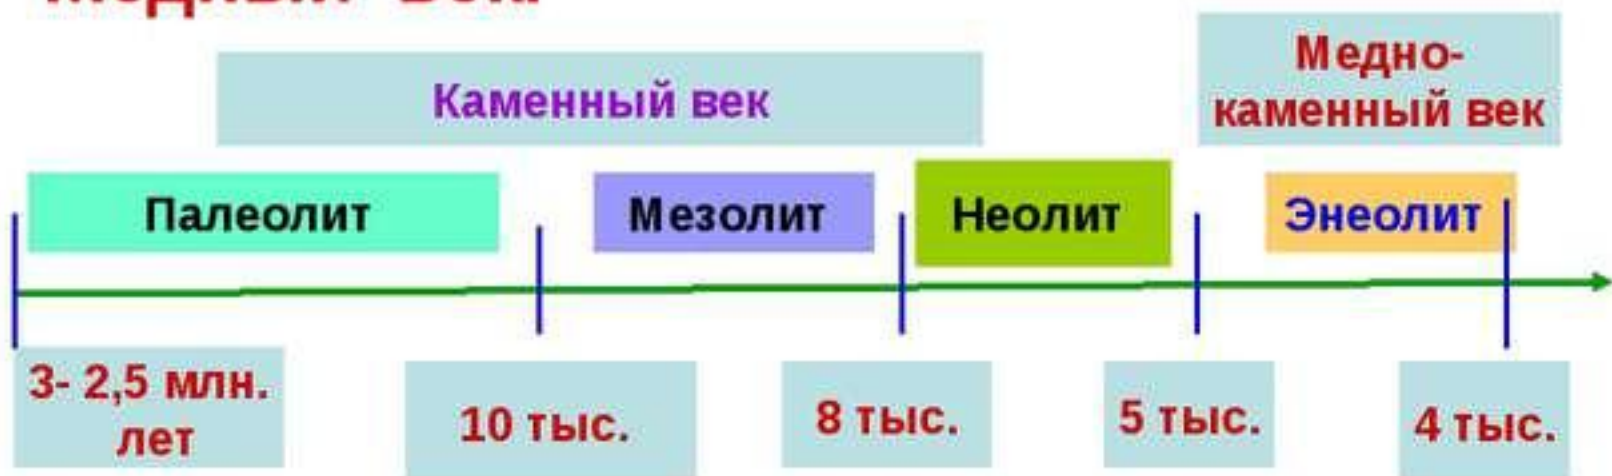 Каменный век
Медно-
каменный век
Палеолит
Мезолит
Неолит
Энеолит
3- 2,5 млн.
лет
10 тыс.
8 тыс.
5 тыс.
4 тыс.